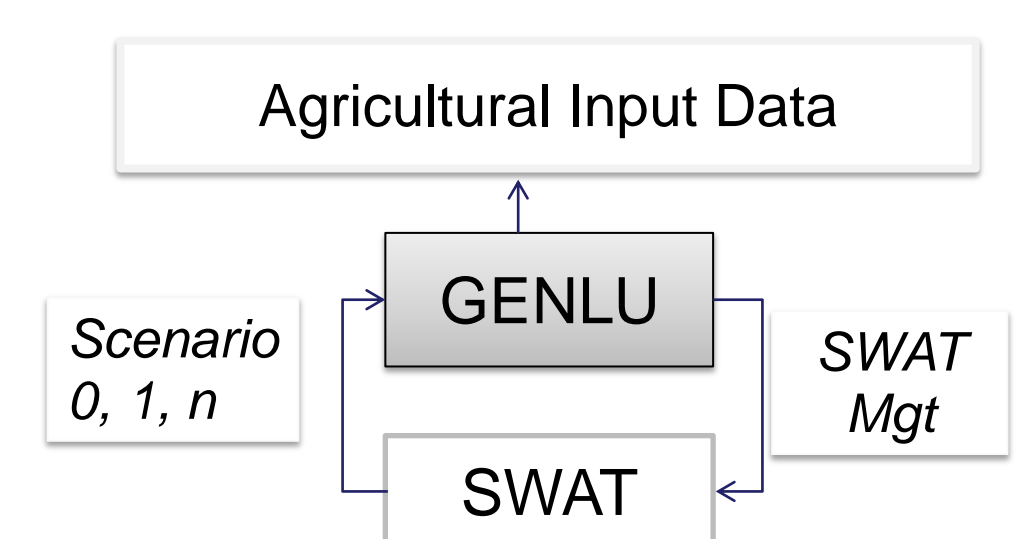 Agricultural Input Data
GENLU
Scenario
0, 1, n
SWAT
Mgt
SWAT